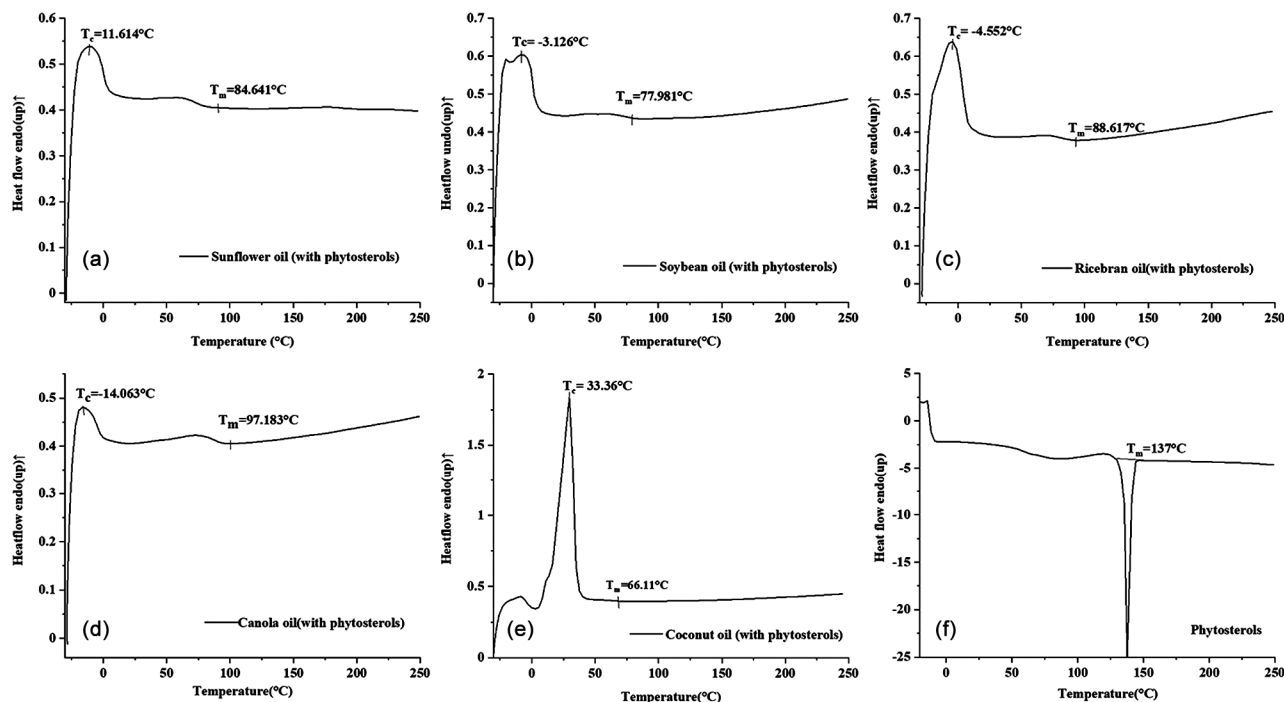 0.6
0.5
0.4
0.3
0.2
0.1
0
Heat flow endo(up)↑
Tc=11.614°C
Tm=84.641°C
(a)
Sunflower oil (with phytosterols)
0 50 100 150 200 250
Temperature (°C)
0.7
0.6
0.5
0.4
0.3
0.2
0.1
0
Heatflow undo(up)↑
Tc= -3.126°C
Tm=77.981°C
(b)
Soybean oil (with phytosterols)
0 50 100 150 200 250
Temperature(°C)
0.7
0.6
0.5
0.4
0.3
0.2
0.1
0
Heatflow endo(up)↑
Tc= -4.552°C
Tm=88.617°C
(c)
Ricebran oil(with phytosterols)
0 50 100 150 200 250
Temperature (°C)
0.5
0.4
0.3
0.2
0.1
0
Heatflow endo(up)↑
Tc=-14.063°C
Tm=97.183°C
(d)
Canola oil(with phytosterols)
0 50 100 150 200 250
Temperature(°C)
2
1.5
1
0.5
0
Heatflow endo(up)↑
Tc= 33.36°C
Tm=66.11°C
(e)
Coconut oil (with phytosterols)
0 50 100 150 200 250
Temperature(°C)
5
0
-5
-10
-15
-20
-25
Heat flow endo(up)
Tm=137°C
(f)
Phytosterols
0 50 100 150 200 250
Temperature(°C)